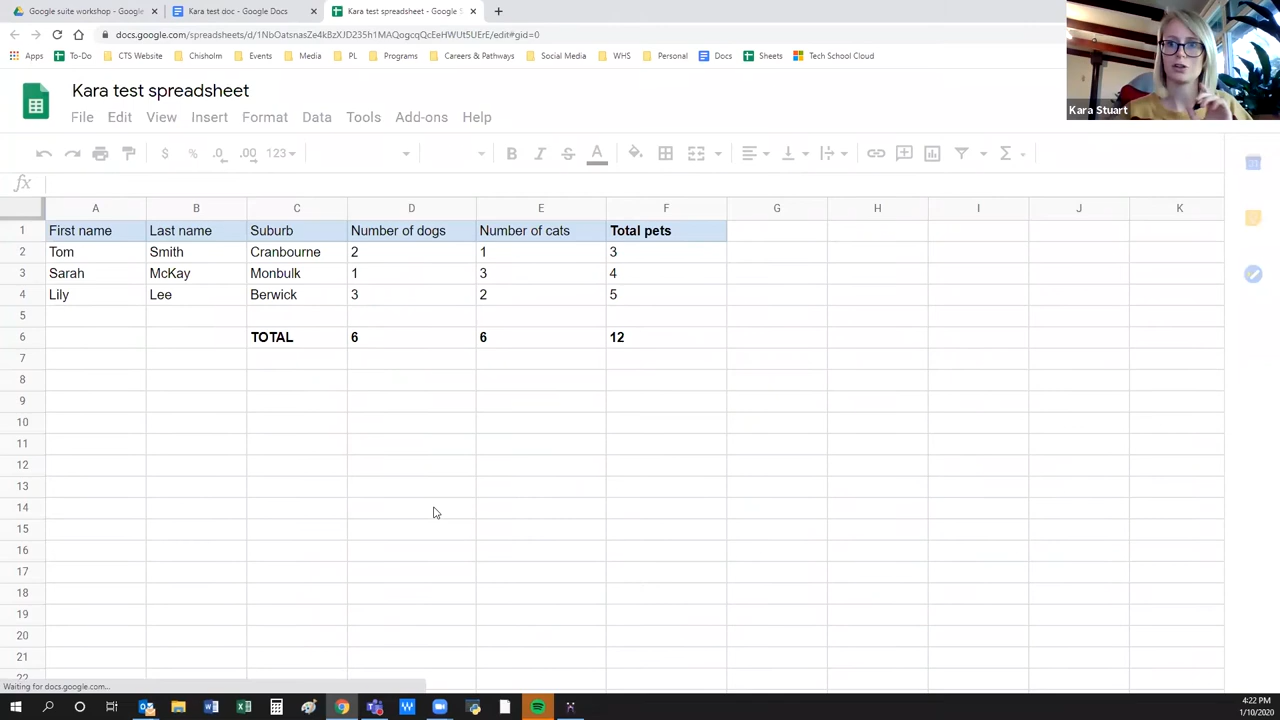 Google suite workshop - Google
Kara test doc - Google Docs
Kara test spreadsheet - Google S
docs.google.com/spreadsheets/d/1NbOatsnasZe4kBzXJD235h1MAQogcqQcEeHWUt5UErE/edit#gid=0
Apps To-Do CTS Website Chisholm Events Media PL Programs Careers & Pathways Social Media WHS Personal Docs Sheets Tech School Cloud
Kara Stuart
Kara test spreadsheet
File Edit View Insert Format Data Tools Add-ons Help
$ % .0 .00 123 B I S A Σ
fx
A B C D E F G H I J K
1 First name Last name Suburb Number of dogs Number of cats Total pets
2 Tom Smith Cranbourne 2 1 3
3 Sarah McKay Monbulk 1 3 4
4 Lily Lee Berwick 3 2 5
5
6 TOTAL 6 6 12
7
8
9
10
11
12
13
14
15
16
17
18
19
20
21
22
Waiting for docs.google.com...
4:22 PM
1/10/2020